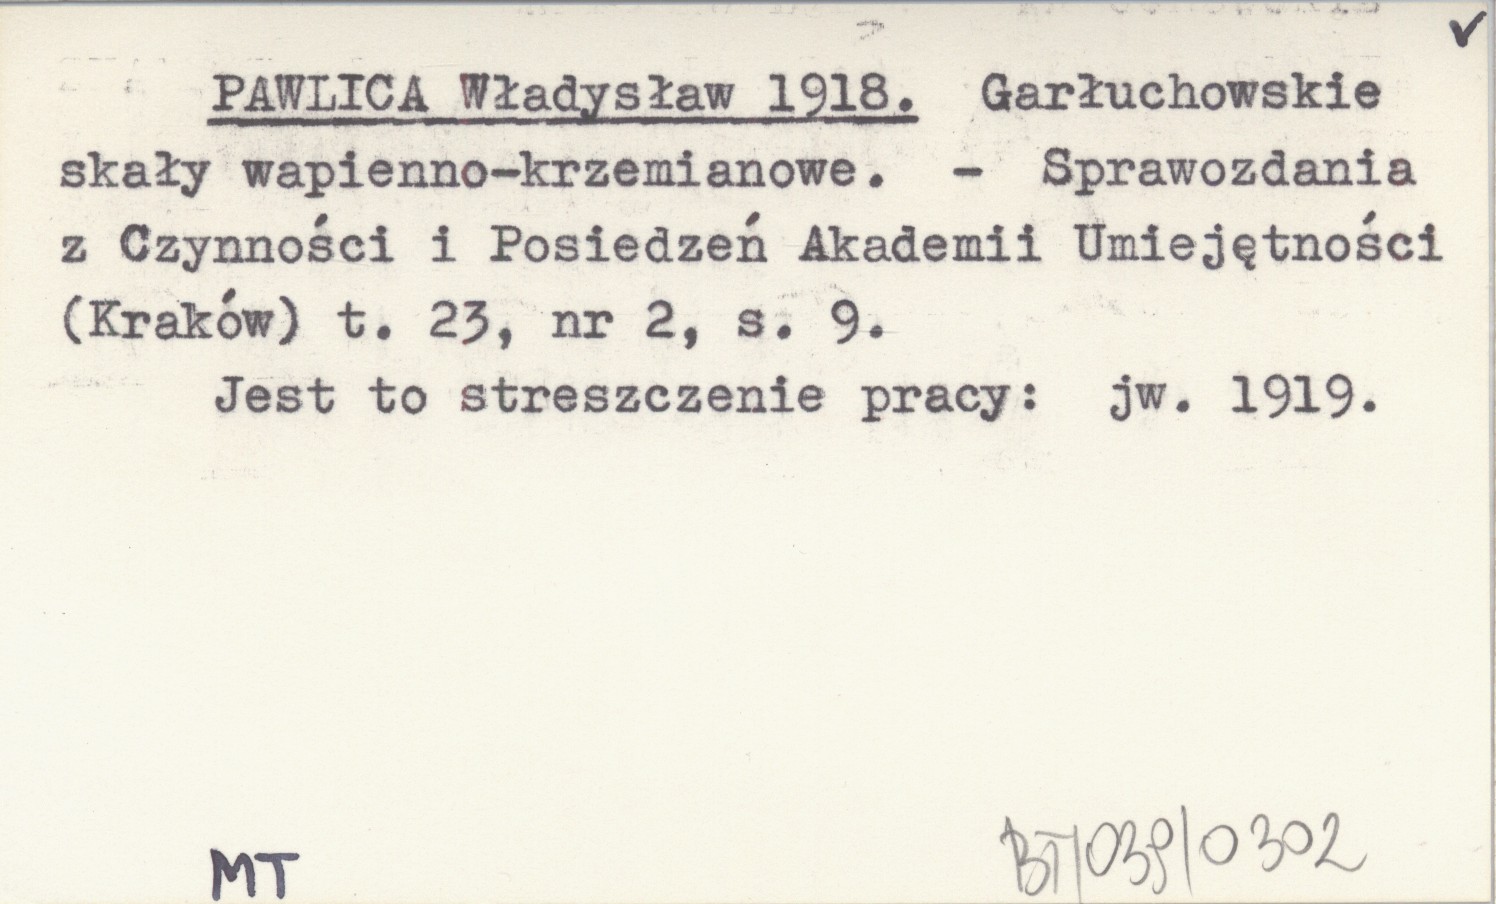 PAWLICA Władysław 1918. Garłuchowskie
skały wapienno-krzemianowe. - Sprawozdania
z Czynności i Posiedzeń Akademii Umiejętności
(Kraków) t. 23, nr 2, s. 9.
Jest to streszczenie pracy: jw. 1919.
MT
BT/039/0302